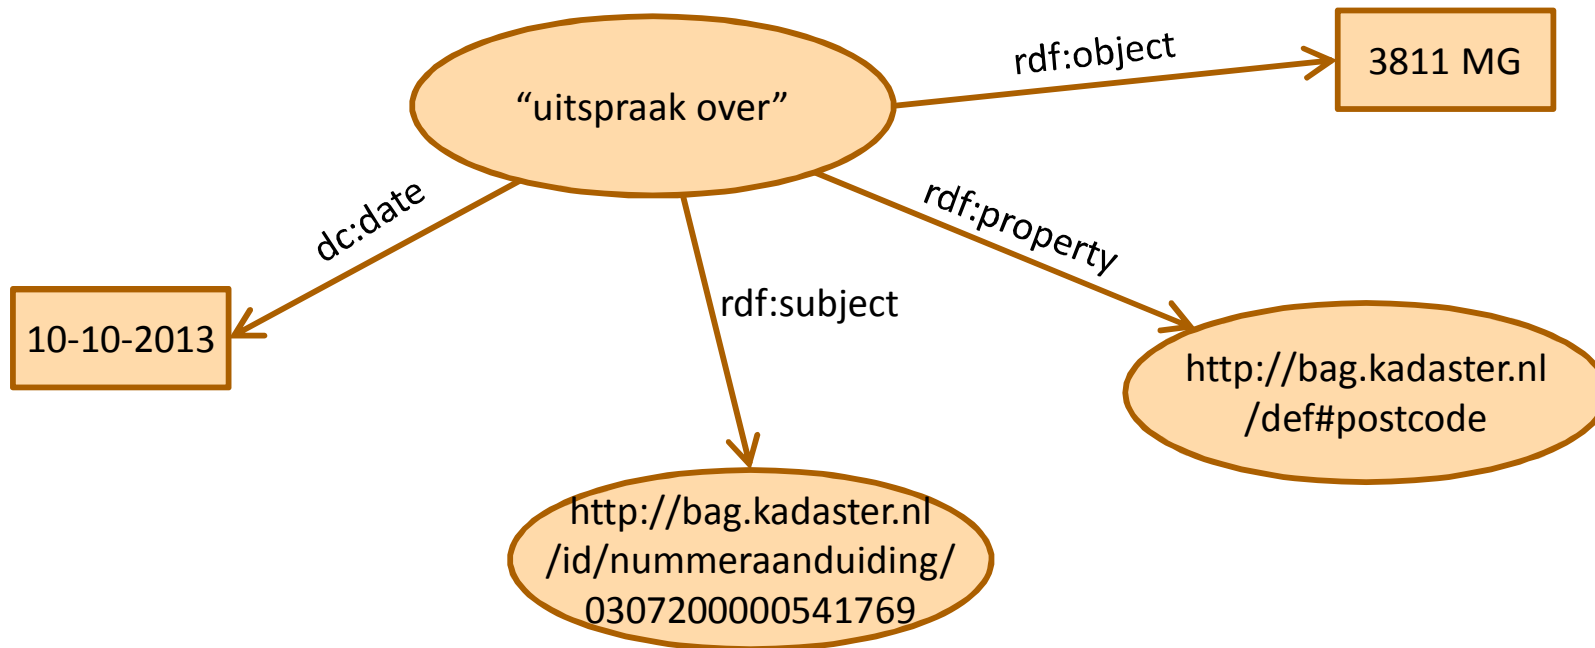 “uitspraak over”
rdf:object
3811 MG
dc:date
rdf:property
rdf:subject
10-10-2013
http://bag.kadaster.nl
/def#postcode
http://bag.kadaster.nl
/id/nummeraanduiding/
0307200000541769